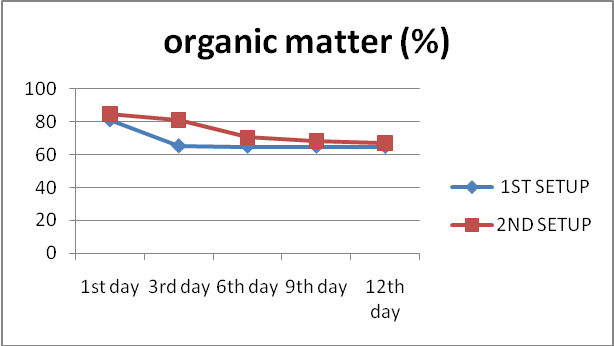 organic matter (%)
100
80
60
40
20
0
1st day 3rd day 6th day 9th day 12th
day
1ST SETUP
2ND SETUP